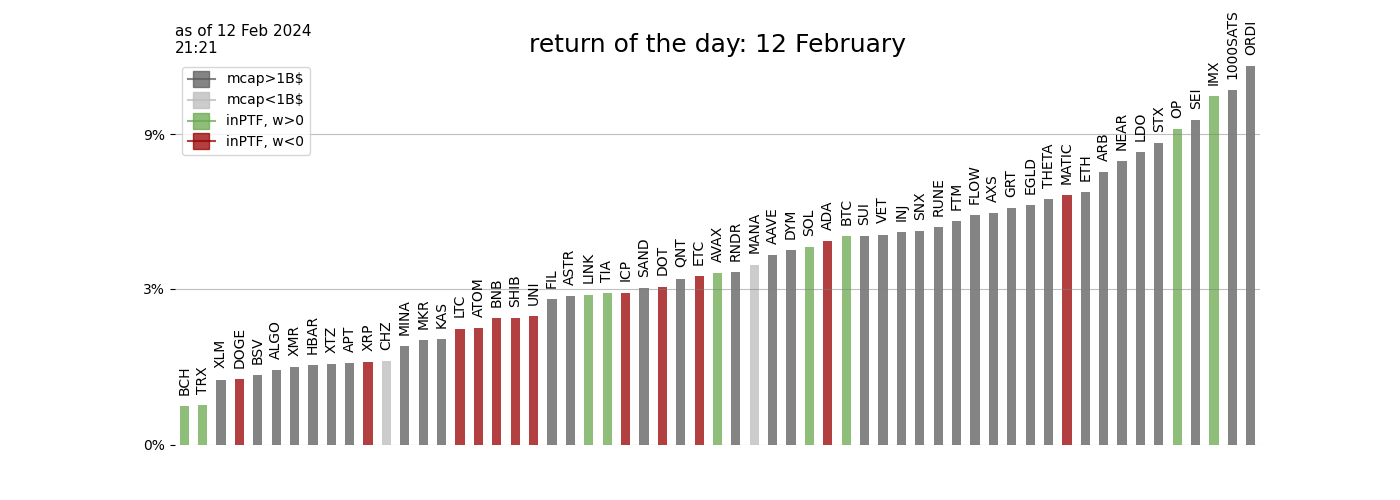 as of 12 Feb 2024
21:21
return of the day: 12 February
mcap>1B$
mcap<1B$
inPTF, w>0
inPTF, w<0
9%
3%
0%
BCH
TRX
XLM
DOGE
BSV
ALGO
XMR
HBAR
XTZ
APT
XRP
CHZ
MINA
MKR
KAS
LTC
ATOM
BNB
SHIB
UNI
FIL
ASTR
LINK
TIA
ICP
SAND
DOT
QNT
ETC
AVAX
RNDR
MANA
AAVE
DYM
SOL
ADA
BTC
SUI
VET
INJ
SNX
RUNE
FTM
FLOW
AXS
GRT
EGLD
THETA
MATIC
ETH
ARB
NEAR
LDO
STX
OP
SEI
IMX
1000SATS
ORDI